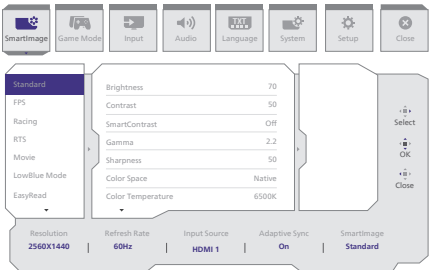 SmartImage Game Mode Input Audio TXT Language System Setup Close
Standard
FPS
Racing
RTS
Movie
LowBlue Mode
EasyRead
Brightness 70
Contrast 50
SmartContrast Off
Gamma 2.2
Sharpness 50
Color Space Native
Color Temperature 6500K
Select
OK
Close
Resolution Refresh Rate Input Source Adaptive Sync SmartImage
2560X1440 | 60Hz | HDMI 1 | On | Standard